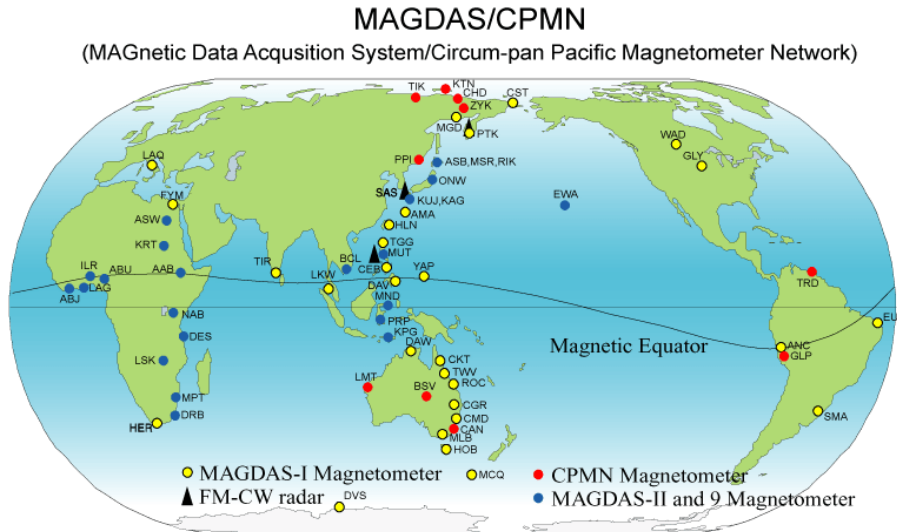 MAGDAS/CPMN
(MAGnetic Data Acqusition System/Circum-pan Pacific Magnetometer Network)
TIK
KTN
CHD
CST
ZYK
MGD
PTK
WAD
GLY
LAQ
PPI
ASB,MSR,RIK
ONW
FYM
SAS
KUJ,KAG
EWA
ASW
AMA
HLN
KRT
TGG
MUT
TIR
BCL
CEB
YAP
ILR
ABU
AAB
LKW
DAV
TRD
ABJ
LAG
MND
NAB
PRP
EU
DES
KPG
DAW
Magnetic Equator
ANC
GLP
LSK
CKT
TWV
LMT
BSV
ROC
MPT
CGR
DRB
CMD
SMA
HER
CAN
MLB
HOB
MAGDAS-I Magnetometer
MCQ
CPMN Magnetometer
FM-CW radar
DVS
MAGDAS-II and 9 Magnetometer